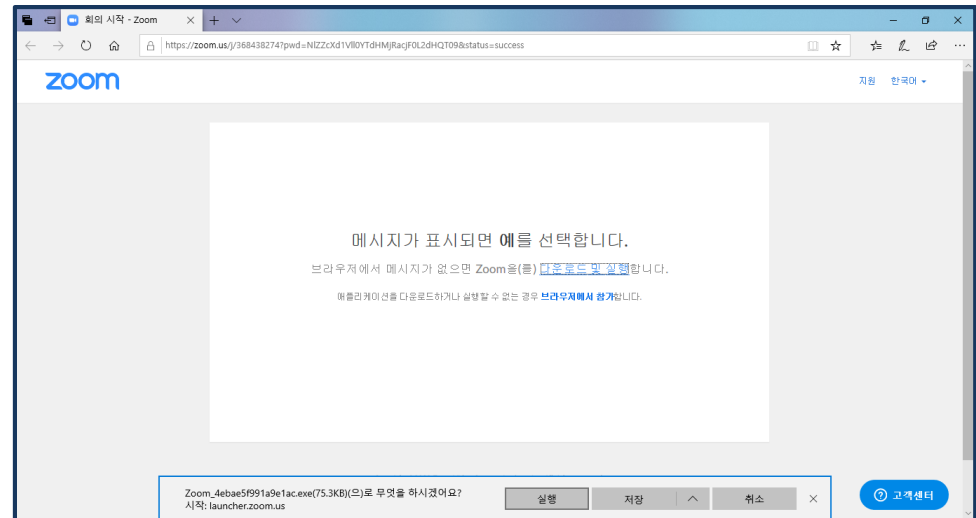 회의 시작 - Zoom
https://zoom.us/j/368438274?pwd=NlZZcXd1Vll0YTdHMjRacjF0L2dHQT09&status=success
zoom
지원 한국어
메시지가 표시되면 예를 선택합니다.
브라우저에서 메시지가 없으면 Zoom을(를) 다운로드 및 실행합니다.
애플리케이션을 다운로드하거나 실행할 수 없는 경우 브라우저에서 참가합니다.
Zoom_4ebae5f991a9e1ac.exe(75.3KB)(으)로 무엇을 하시겠어요?
시작: launcher.zoom.us
실행 저장 취소
고객센터